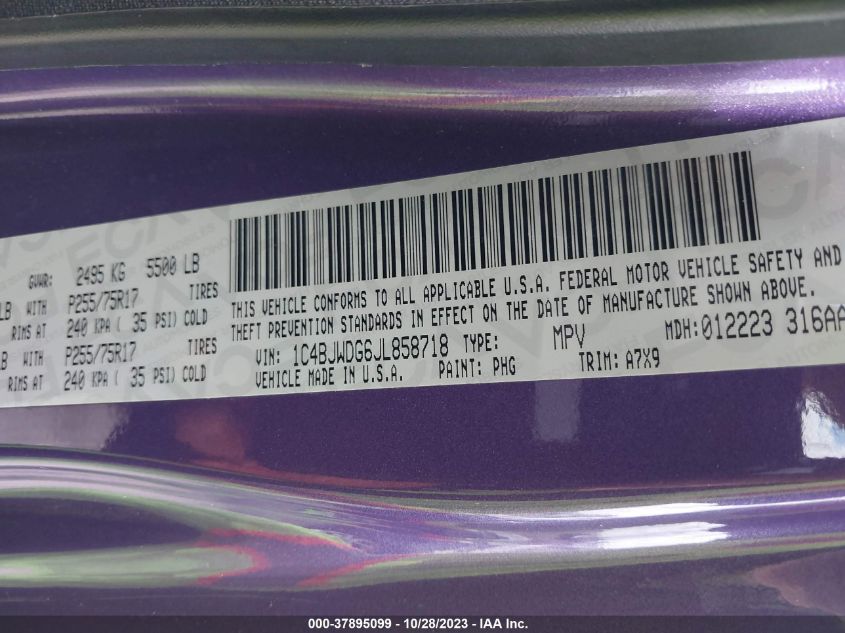 GVWR: 2495 KG 5500 LB
LB WITH P255/75R17 TIRES
RIMS AT 240 KPA ( 35 PSI) COLD
LB WITH P255/75R17 TIRES
RIMS AT 240 KPA ( 35 PSI) COLD
THIS VEHICLE CONFORMS TO ALL APPLICABLE U.S.A. FEDERAL MOTOR VEHICLE SAFETY AND
THEFT PREVENTION STANDARDS IN EFFECT ON THE DATE OF MANUFACTURE SHOWN ABOVE.
VIN: 1C4BJWDG6JL858718 TYPE: MPV MDH: 012223 316AA
VEHICLE MADE IN U.S.A. PAINT: PHG TRIM: A7X9
000-37895099 - 10/28/2023 - IAA Inc.